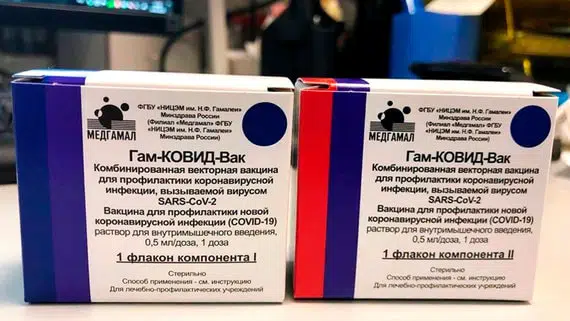 МЕДГАМАЛ
ФГБУ
«НИЦЭМ им. Н.Ф. Гамалеи»
Минздрава России
(Филиал «Медгамал» ФГБУ
«НИЦЭМ им. Н.Ф. Гамалеи»
Минздрава России)
Гам-КОВИД-Вак
Комбинированная векторная вакцина
для профилактики коронавирусной
инфекции, вызываемой вирусом
SARS-CoV-2
Вакцина для профилактики новой
коронавирусной инфекции (COVID-19)
раствор для внутримышечного введения,
0,5 мл/доза, 1 доза
1 флакон компонента I
Стерильно
Способ применения - см. инструкцию
Для лечебно-профилактических учреждений
МЕДГАМАЛ
ФГБУ «НИЦЭМ им. Н.Ф. Гамалеи»
Минздрава России
(Филиал «Медгамал» ФГБУ
«НИЦЭМ им. Н.Ф. Гамалеи»
Минздрава России)
Гам-КОВИД-Вак
Комбинированная векторная вакцина
для профилактики коронавирусной
инфекции, вызываемой вирусом
SARS-CoV-2
Вакцина для профилактики новой
коронавирусной инфекции (COVID-19)
раствор для внутримышечного введения,
0,5 мл/доза, 1 доза
1 флакон компонента II
Стерильно
Способ применения - см. инструкцию
Для лечебно-профилактических учреждений